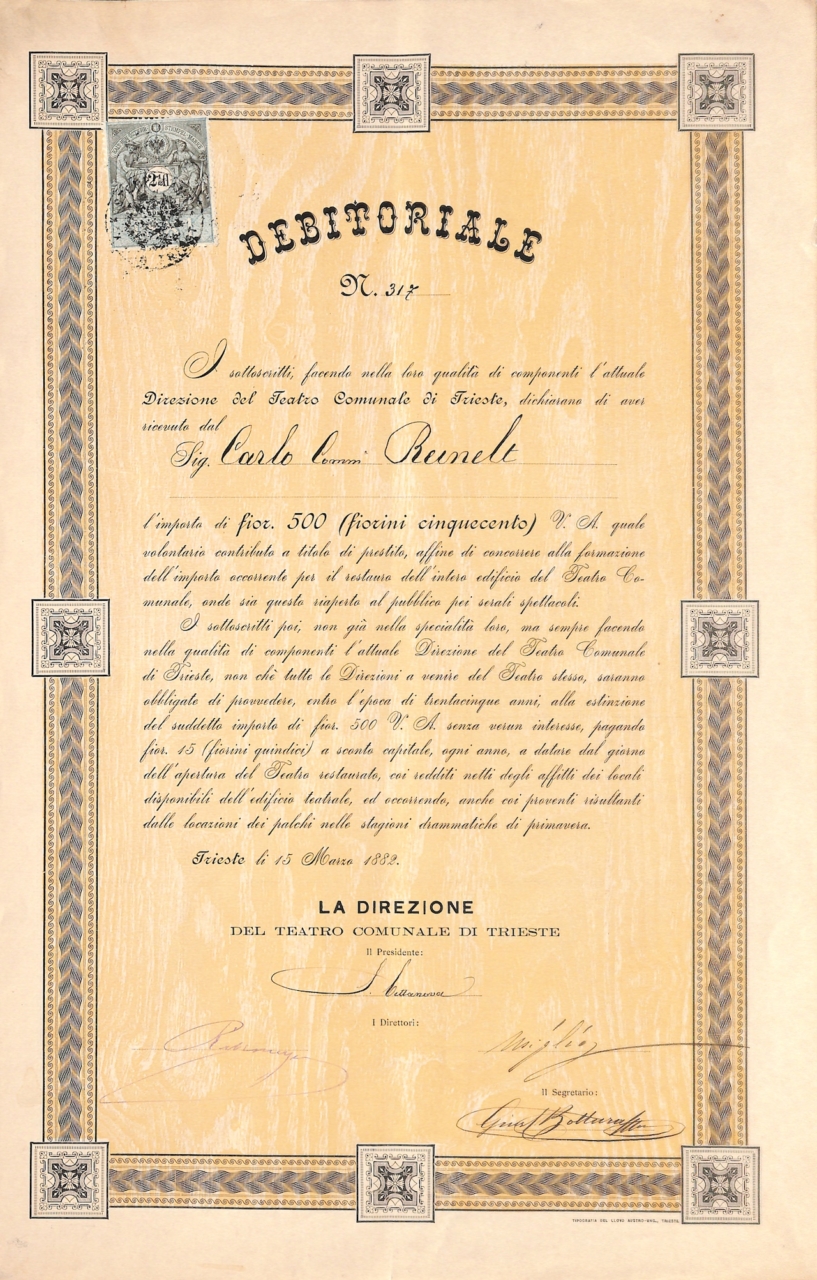 2 fl
DEBITORIALE
N. 317
I sottoscritti, facendo nella loro qualità di componenti l'attuale
Direzione del Teatro Comunale di Trieste, dichiarano di aver
ricevuto dal
Sig. Carlo Reinelt
l'importo di fior. 500 (fiorini cinquecento) V. A. quale
volontario contributo a titolo di prestito, affine di concorrere alla formazione
dell'importo occorrente per il restauro dell'intero edificio del Teatro Co-
munale, onde sia questo riaperto al pubblico pei serali spettacoli.
I sottoscritti poi, non già nella specialità loro, ma sempre facendo
nella qualità di componenti l'attuale Direzione del Teatro Comunale
di Trieste, non chè tutte le Direzioni a venire del Teatro stesso, saranno
obbligate di provvedere, entro l'epoca di trentacinque anni, alla estinzione
del suddetto importo di fior. 500 V. A. senza verun interesse, pagando
fior. 15 (fiorini quindici) a sconto capitale, ogni anno, a datare dal giorno
dell'apertura del Teatro restaurato, coi redditi netti degli affitti dei locali
disponibili dell'edificio teatrale, ed occorrendo, anche coi proventi risultanti
dalle locazioni dei palchi nelle stagioni drammatiche di primavera.
Trieste li 15 Marzo 1882.
LA DIREZIONE
DEL TEATRO COMUNALE DI TRIESTE
Il Presidente:
I Direttori:
Il Segretario:
TIPOGRAFIA DEL LLOYD AUSTRO-UNG., TRIESTE